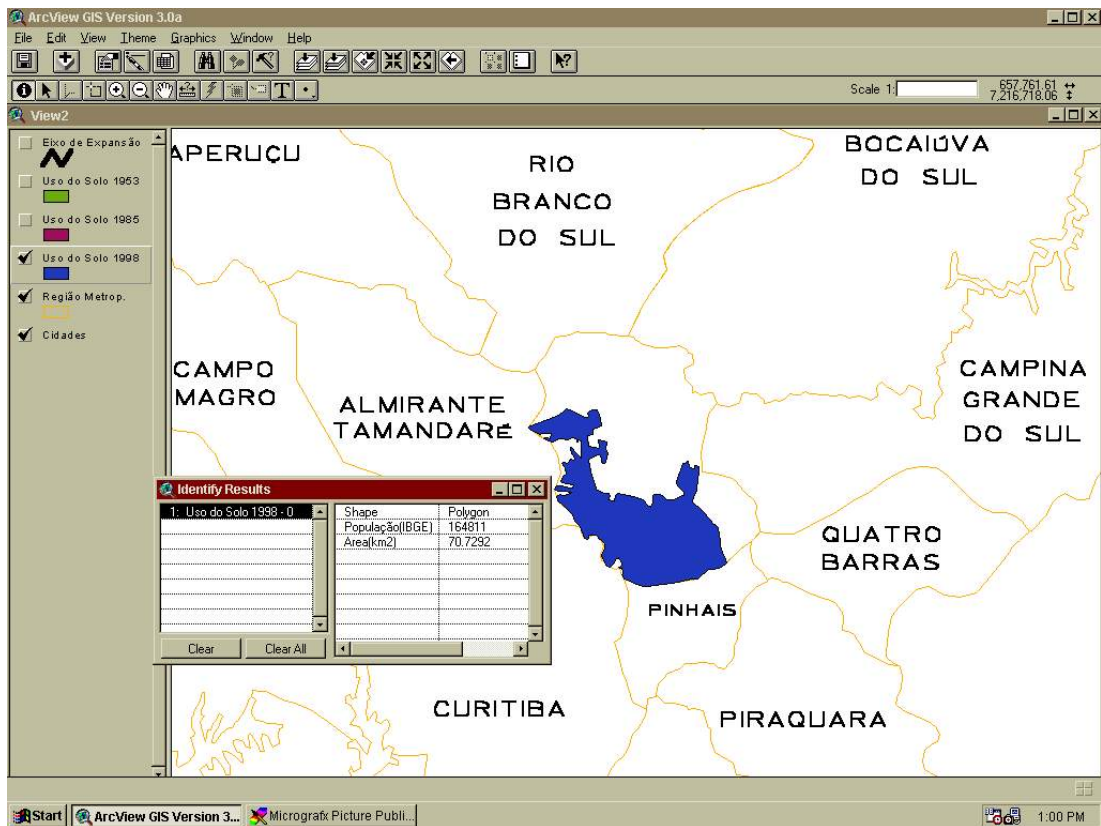 ArcView GIS Version 3.0a
File Edit View Theme Graphics Window Help
Scale 1:
657,761.61
7,216,718.06
View2
Eixo de Expansão
Uso do Solo 1953
Uso do Solo 1985
Uso do Solo 1998
Região Metrop.
Cidades
APERUÇU
RIO
BRANCO
DO SUL
BOCAIÚVA
DO SUL
CAMPO
MAGRO
ALMIRANTE
TAMANDARÉ
CAMPINA
GRANDE
DO SUL
QUATRO
BARRAS
PINHAIS
CURITIBA
PIRAQUARA
Identify Results
1: Uso do Solo 1998 - 0
Shape Polygon
População(IBGE) 164811
Area(km2) 70.7292
Clear Clear All
Start ArcView GIS Version 3... Micrografx Picture Publi... 1:00 PM